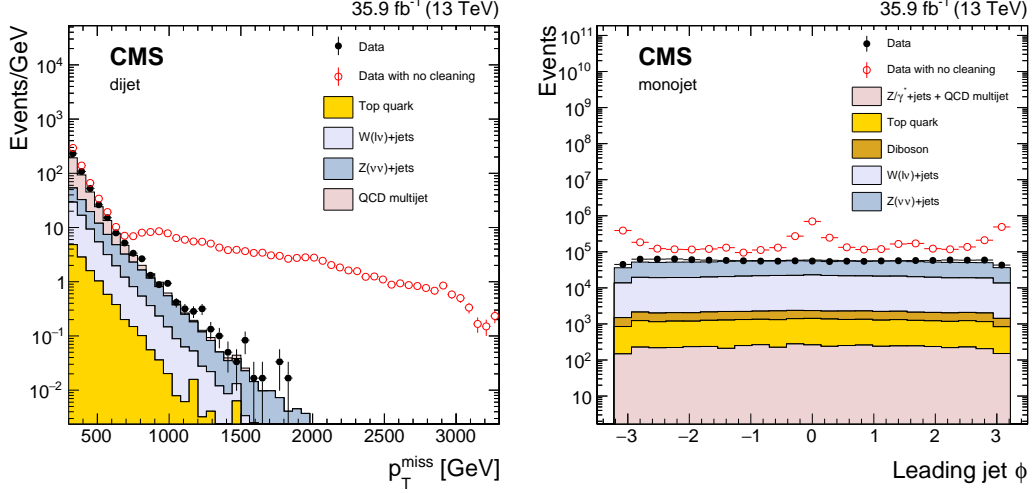 35.9 fb⁻¹ (13 TeV)
CMS
dijet
Data
Data with no cleaning
Top quark
W(lν)+jets
Z(νν)+jets
QCD multijet
Events/GeV
10⁴
10³
10²
10
1
10⁻¹
10⁻²
500 1000 1500 2000 2500 3000
p_T^miss [GeV]
35.9 fb⁻¹ (13 TeV)
CMS
monojet
Data
Data with no cleaning
Z/γ*+jets + QCD multijet
Top quark
Diboson
W(lν)+jets
Z(νν)+jets
Events
10¹¹
10¹⁰
10⁹
10⁸
10⁷
10⁶
10⁵
10⁴
10³
10²
10
−3 −2 −1 0 1 2 3
Leading jet ϕ